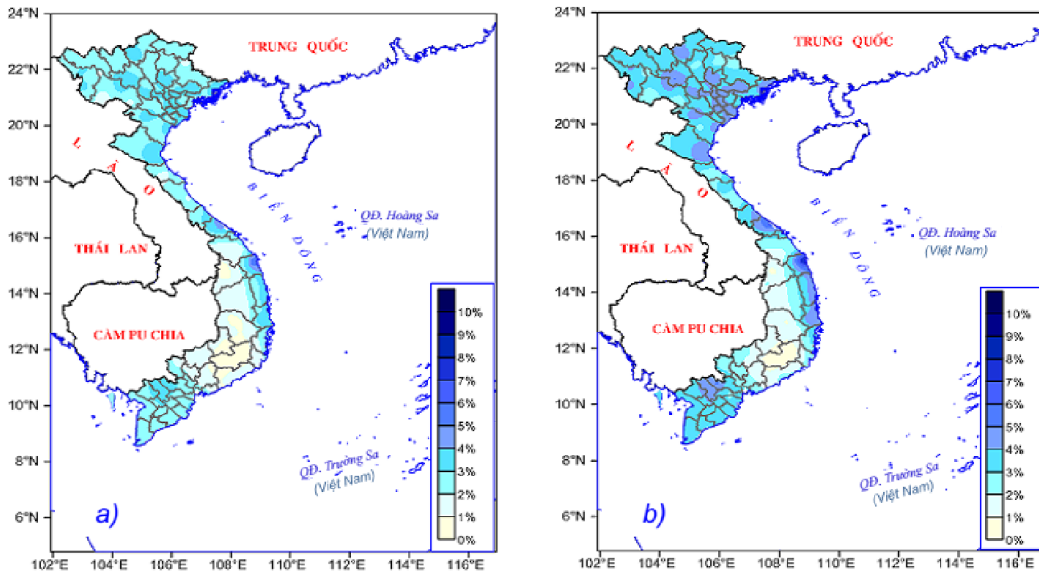 24°N
22°N
20°N
18°N
16°N
14°N
12°N
10°N
8°N
6°N
TRUNG QUỐC
LÀO
BIỂN ĐÔNG
QĐ. Hoàng Sa
(Việt Nam)
THÁI LAN
CĂM PU CHIA
QĐ. Trường Sa
(Việt Nam)
a)
10%
9%
8%
7%
6%
5%
4%
3%
2%
1%
0%
102°E 104°E 106°E 108°E 110°E 112°E 114°E 116°E
24°N
22°N
20°N
18°N
16°N
14°N
12°N
10°N
8°N
6°N
TRUNG QUỐC
LÀO
BIỂN ĐÔNG
QĐ. Hoàng Sa
(Việt Nam)
THÁI LAN
CĂM PU CHIA
QĐ. Trường Sa
(Việt Nam)
b)
10%
9%
8%
7%
6%
5%
4%
3%
2%
1%
0%
102°E 104°E 106°E 108°E 110°E 112°E 114°E 116°E